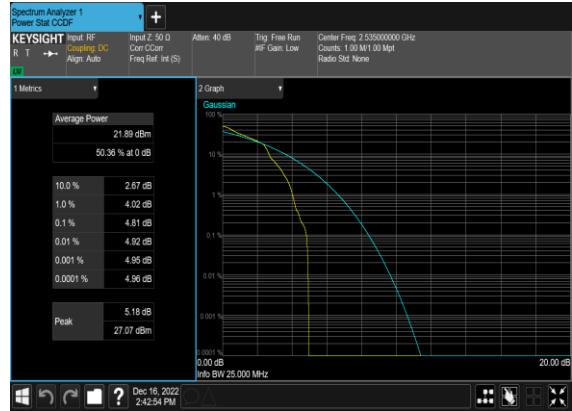 Spectrum Analyzer 1
Power Stat CCDF
KEYSIGHT
R T
Input: RF
Coupling: DC
Align: Auto
Input Z: 50 Ω
Corr CCorr
Freq Ref: Int (S)
Atten: 40 dB
Trig: Free Run
#IF Gain: Low
Center Freq: 2.535000000 GHz
Counts: 1.00 M/1.00 Mpt
Radio Std: None
1 Metrics
Average Power
21.89 dBm
50.36 % at 0 dB
10.0 % 2.67 dB
1.0 % 4.02 dB
0.1 % 4.81 dB
0.01 % 4.92 dB
0.001 % 4.95 dB
0.0001 % 4.96 dB
Peak
5.18 dB
27.07 dBm
2 Graph
Gaussian
100 %
10 %
1 %
0.1 %
0.01 %
0.001 %
0.0001 %
0.00 dB 20.00 dB
Info BW 25.000 MHz
Dec 16, 2022
2:42:54 PM